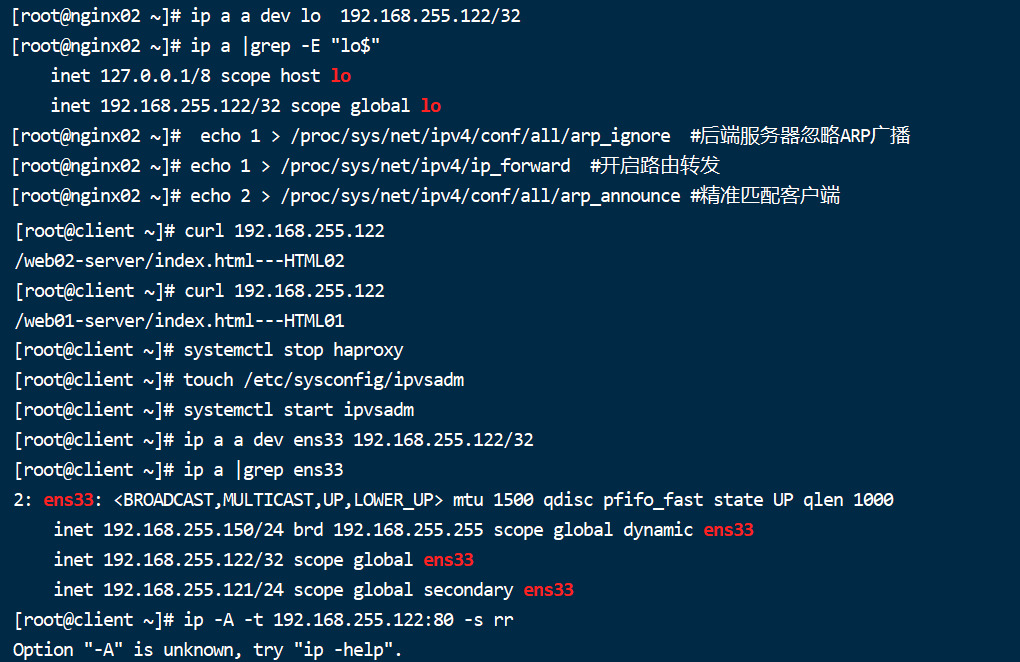 [root@nginx02 ~]# ip a a dev lo  192.168.255.122/32
[root@nginx02 ~]# ip a |grep -E "lo$"
    inet 127.0.0.1/8 scope host lo
    inet 192.168.255.122/32 scope global lo
[root@nginx02 ~]#  echo 1 > /proc/sys/net/ipv4/conf/all/arp_ignore  #后端服务器忽略ARP广播
[root@nginx02 ~]# echo 1 > /proc/sys/net/ipv4/ip_forward  #开启路由转发
[root@nginx02 ~]# echo 2 > /proc/sys/net/ipv4/conf/all/arp_announce #精准匹配客户端
[root@client ~]# curl 192.168.255.122
/web02-server/index.html---HTML02
[root@client ~]# curl 192.168.255.122
/web01-server/index.html---HTML01
[root@client ~]# systemctl stop haproxy
[root@client ~]# touch /etc/sysconfig/ipvsadm
[root@client ~]# systemctl start ipvsadm
[root@client ~]# ip a a dev ens33 192.168.255.122/32
[root@client ~]# ip a |grep ens33
2: ens33: <BROADCAST,MULTICAST,UP,LOWER_UP> mtu 1500 qdisc pfifo_fast state UP qlen 1000
    inet 192.168.255.150/24 brd 192.168.255.255 scope global dynamic ens33
    inet 192.168.255.122/32 scope global ens33
    inet 192.168.255.121/24 scope global secondary ens33
[root@client ~]# ip -A -t 192.168.255.122:80 -s rr
Option "-A" is unknown, try "ip -help".